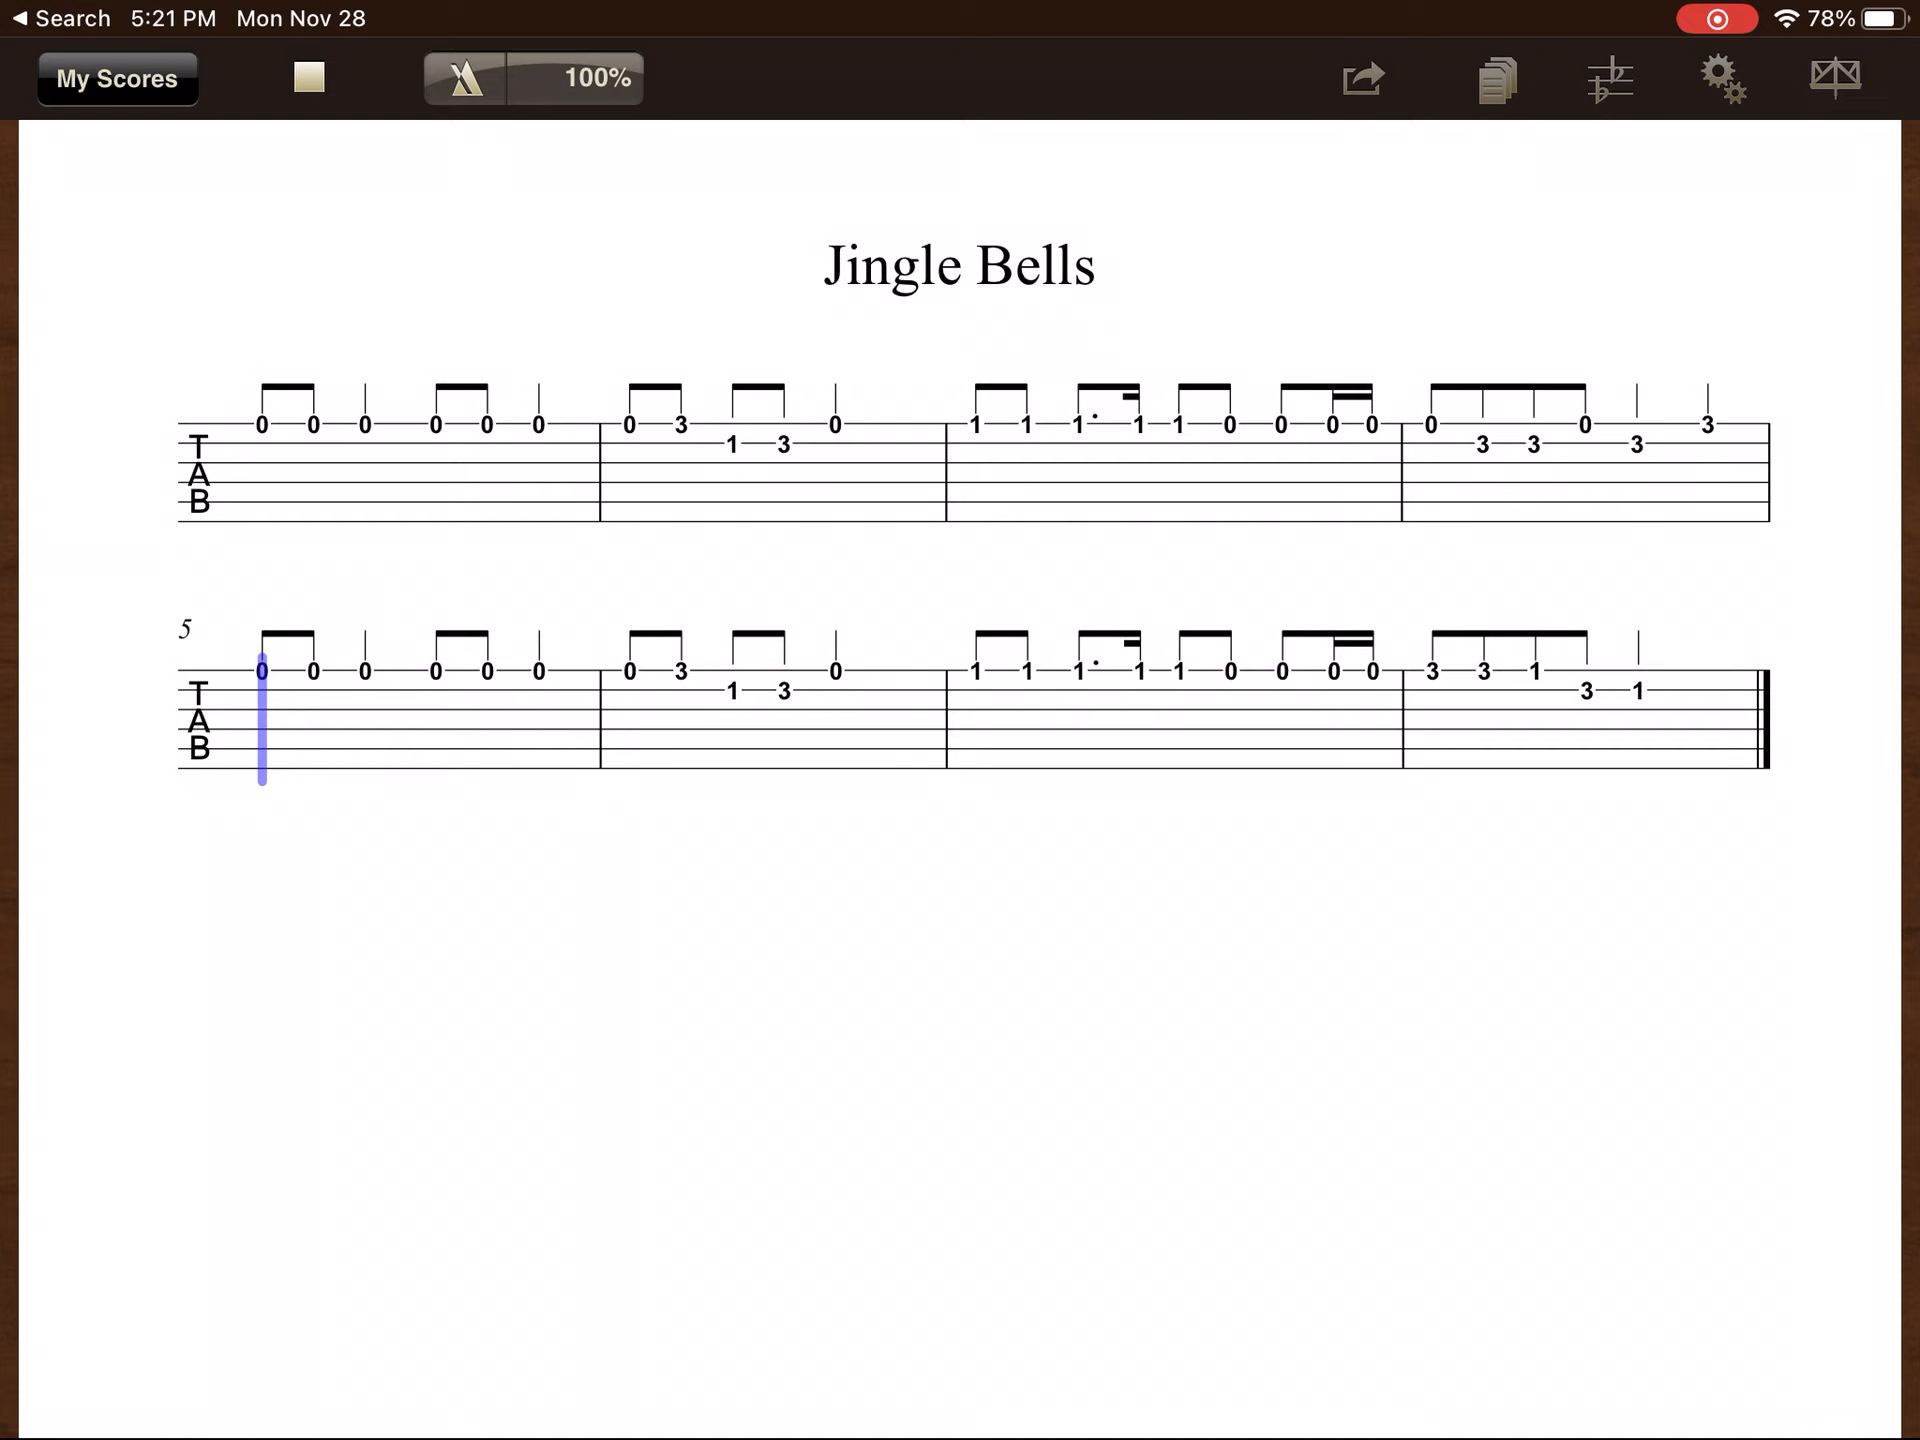 Search 5:21 PM Mon Nov 28 78%
My Scores 100%
Jingle Bells
0 0 0 0 0 0 0 3 1 3 0 1 1 1 1 1 0 0 0 0 0 3 3 0 3 3
TAB
5
0 0 0 0 0 0 0 3 1 3 0 1 1 1 1 1 0 0 0 0 3 3 1 3 1
TAB